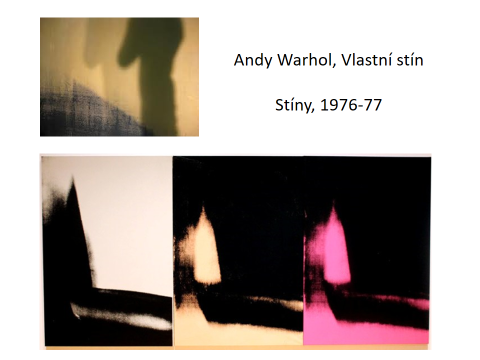 Andy Warhol, Vlastní stín
Stíny, 1976-77